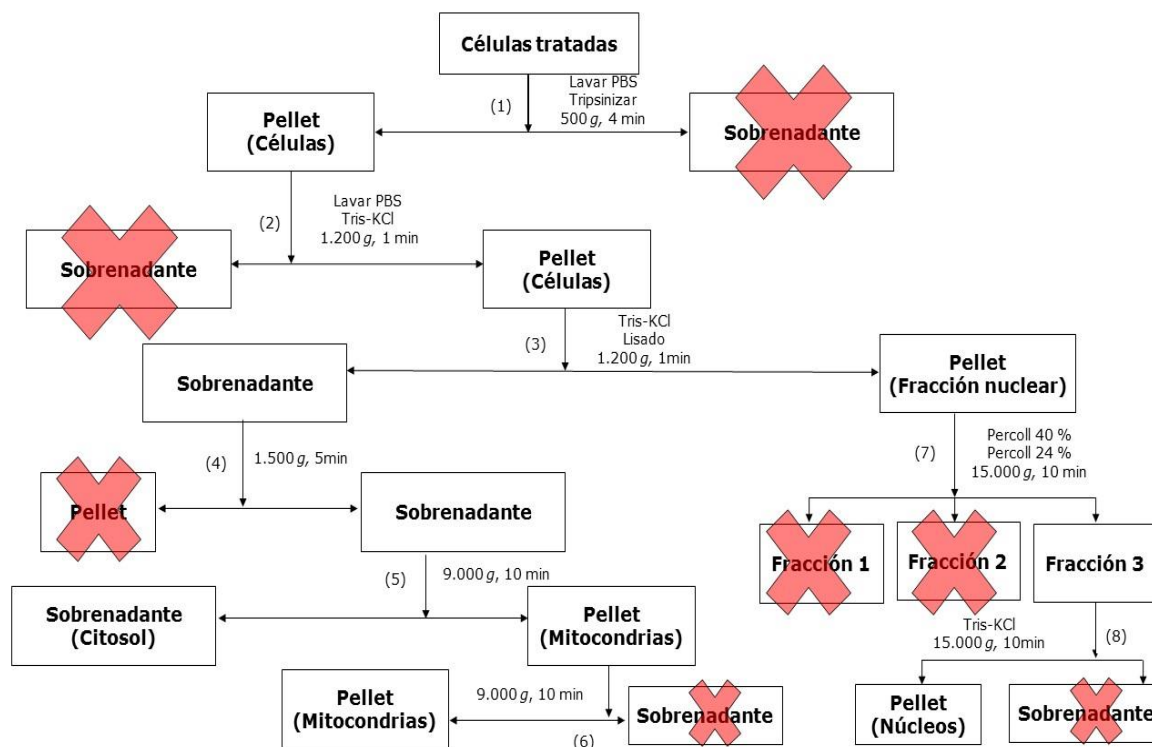 Células tratadas
(1)
Lavar PBS
Tripsinizar
500 g, 4 min
Pellet
(Células)
Sobrenadante
(2)
Lavar PBS
Tris-KCl
1.200 g, 1 min
Sobrenadante
Pellet
(Células)
(3)
Tris-KCl
Lisado
1.200 g, 1min
Sobrenadante
Pellet
(Fracción nuclear)
(4)
1.500 g, 5min
(7)
Percoll 40 %
Percoll 24 %
15.000 g, 10 min
Pellet
Sobrenadante
Fracción 1
Fracción 2
Fracción 3
(5)
9.000 g, 10 min
Sobrenadante
(Citosol)
Pellet
(Mitocondrias)
Tris-KCl
15.000 g, 10min
(8)
Pellet
(Mitocondrias)
9.000 g, 10 min
(6)
Sobrenadante
Pellet
(Núcleos)
Sobrenadante